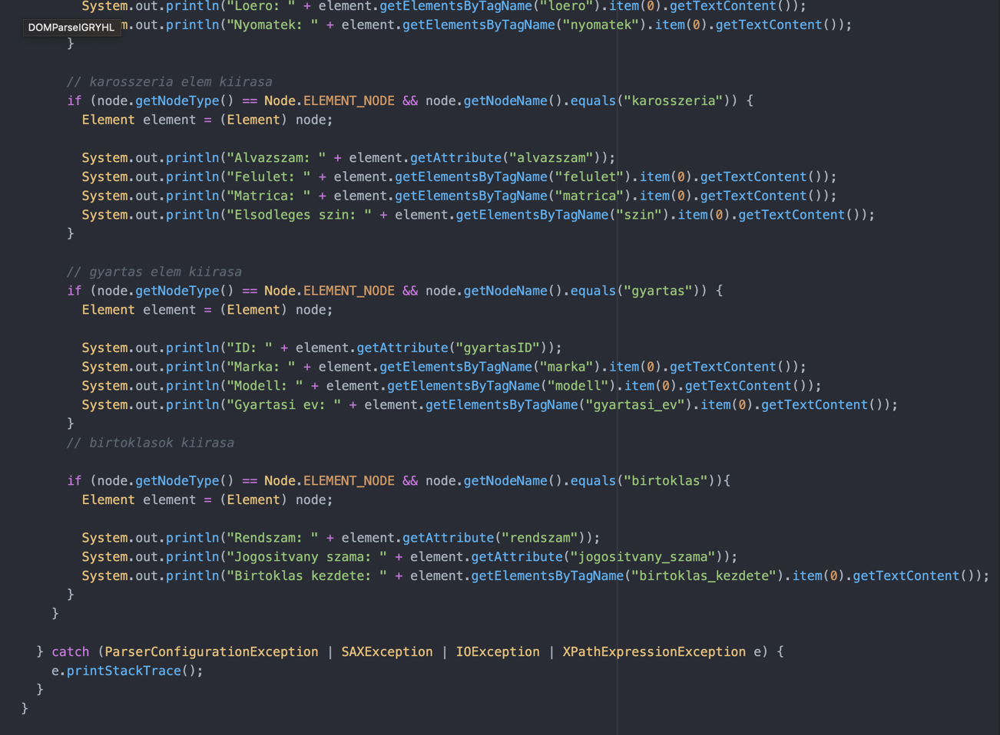 System.out.println("Loero: " + element.getElementsByTagName("loero").item(0).getTextContent());
DOMParseIGRYHL
m.out.println("Nyomatek: " + element.getElementsByTagName("nyomatek").item(0).getTextContent());
}
// karosszeria elem kiirasa
if (node.getNodeType() == Node.ELEMENT_NODE && node.getNodeName().equals("karosszeria")) {
Element element = (Element) node;
System.out.println("Alvazszam: " + element.getAttribute("alvazszam"));
System.out.println("Felulet: " + element.getElementsByTagName("felulet").item(0).getTextContent());
System.out.println("Matrica: " + element.getElementsByTagName("matrica").item(0).getTextContent());
System.out.println("Elsodleges szin: " + element.getElementsByTagName("szin").item(0).getTextContent());
}
// gyartas elem kiirasa
if (node.getNodeType() == Node.ELEMENT_NODE && node.getNodeName().equals("gyartas")) {
Element element = (Element) node;
System.out.println("ID: " + element.getAttribute("gyartasID"));
System.out.println("Marka: " + element.getElementsByTagName("marka").item(0).getTextContent());
System.out.println("Modell: " + element.getElementsByTagName("modell").item(0).getTextContent());
System.out.println("Gyartasi ev: " + element.getElementsByTagName("gyartasi_ev").item(0).getTextContent());
}
// birtoklasok kiirasa
if (node.getNodeType() == Node.ELEMENT_NODE && node.getNodeName().equals("birtoklas")){
Element element = (Element) node;
System.out.println("Rendszam: " + element.getAttribute("rendszam"));
System.out.println("Jogositvany szama: " + element.getAttribute("jogositvany_szama"));
System.out.println("Birtoklas kezdete: " + element.getElementsByTagName("birtoklas_kezdete").item(0).getTextContent());
}
}
} catch (ParserConfigurationException | SAXException | IOException | XPathExpressionException e) {
e.printStackTrace();
}
}